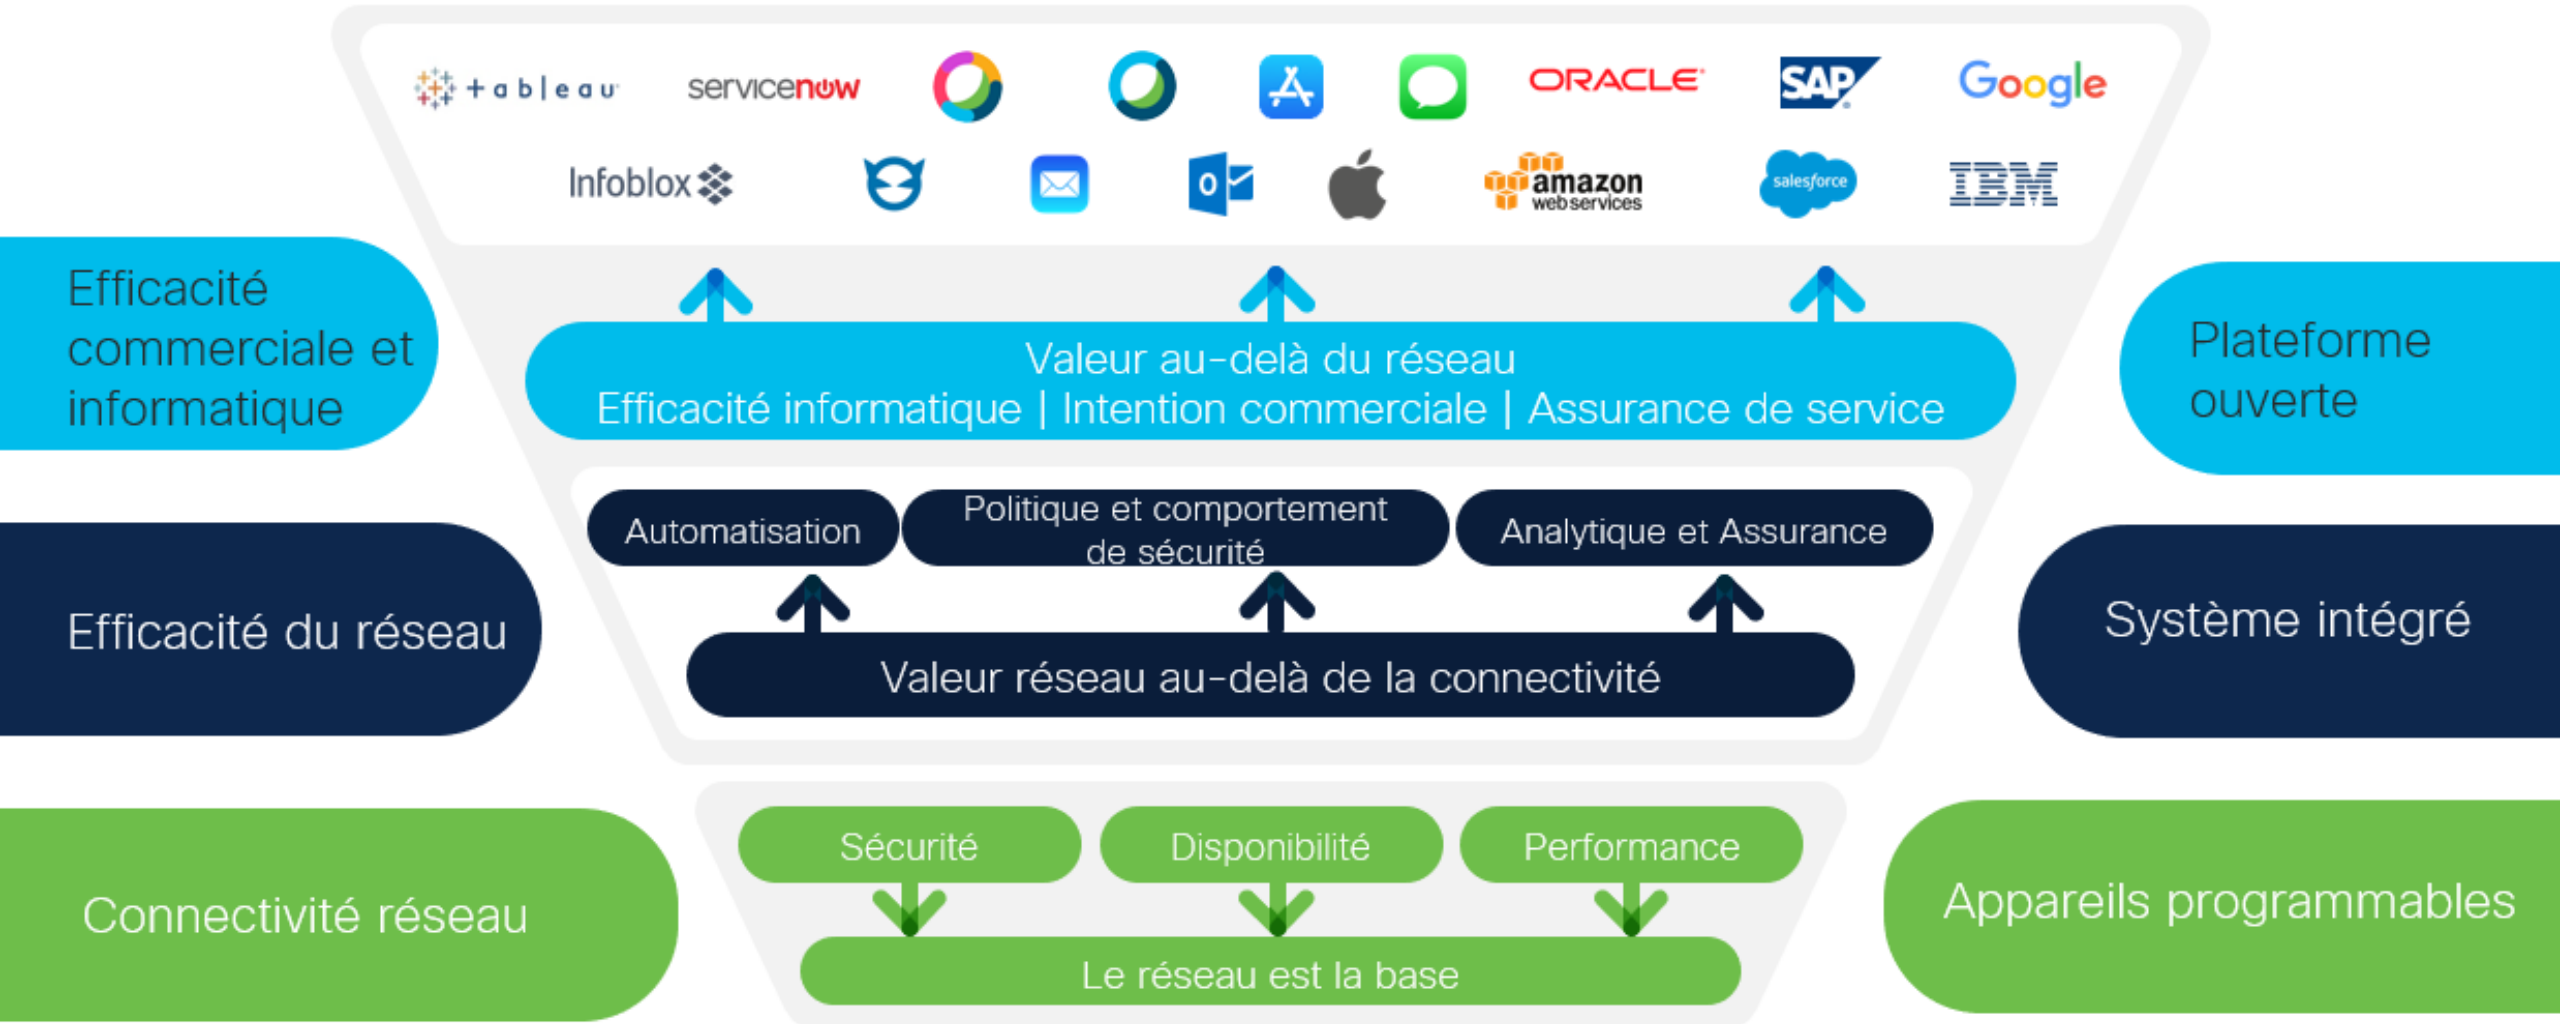 +ableau
servicenow
ORACLE
SAP
Google
Infoblox
O
amazon
webservices
salesforce
IBM
Efficacité
commerciale et
informatique
Valeur au-delà du réseau
Efficacité informatique | Intention commerciale | Assurance de service
Plateforme
ouverte
Automatisation
Politique et comportement
de sécurité
Analytique et Assurance
Efficacité du réseau
Valeur réseau au-delà de la connectivité
Système intégré
Sécurité
Disponibilité
Performance
Connectivité réseau
Le réseau est la base
Appareils programmables